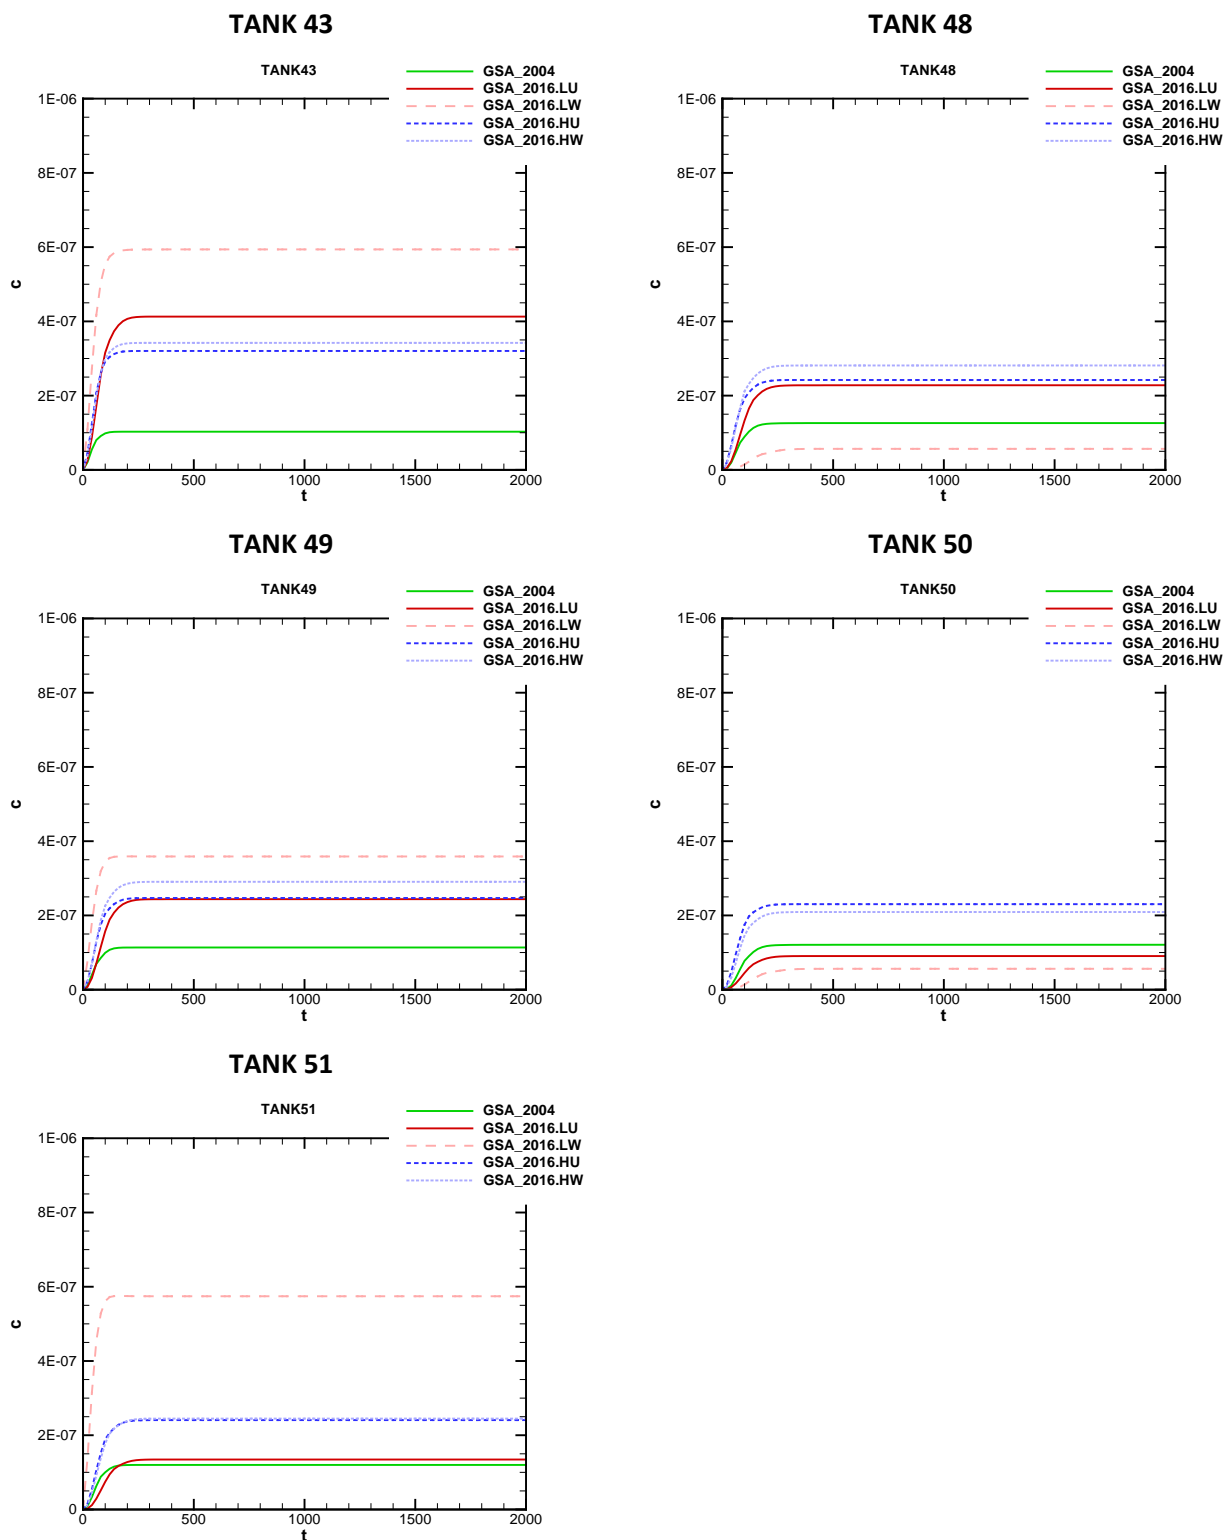 TANK 43
TANK43
GSA_2004
GSA_2016.LU
GSA_2016.LW
GSA_2016.HU
GSA_2016.HW
1E-06
8E-07
6E-07
4E-07
2E-07
0
c
0 500 1000 1500 2000
t
TANK 48
TANK48
GSA_2004
GSA_2016.LU
GSA_2016.LW
GSA_2016.HU
GSA_2016.HW
1E-06
8E-07
6E-07
4E-07
2E-07
0
c
0 500 1000 1500 2000
t
TANK 49
TANK49
GSA_2004
GSA_2016.LU
GSA_2016.LW
GSA_2016.HU
GSA_2016.HW
1E-06
8E-07
6E-07
4E-07
2E-07
0
c
0 500 1000 1500 2000
t
TANK 50
TANK50
GSA_2004
GSA_2016.LU
GSA_2016.LW
GSA_2016.HU
GSA_2016.HW
1E-06
8E-07
6E-07
4E-07
2E-07
0
c
0 500 1000 1500 2000
t
TANK 51
TANK51
GSA_2004
GSA_2016.LU
GSA_2016.LW
GSA_2016.HU
GSA_2016.HW
1E-06
8E-07
6E-07
4E-07
2E-07
0
c
0 500 1000 1500 2000
t